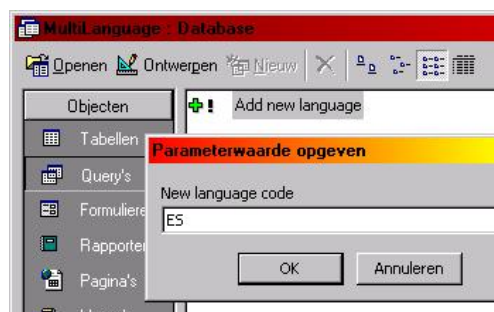 MultiLanguage : Database
Openen Ontwerpen Nieuw
Objecten
Add new language
Tabellen
Parameterwaarde opgeven
Query's
New language code
Formuliere
ES
Rapporte
OK Annuleren
Pagina's